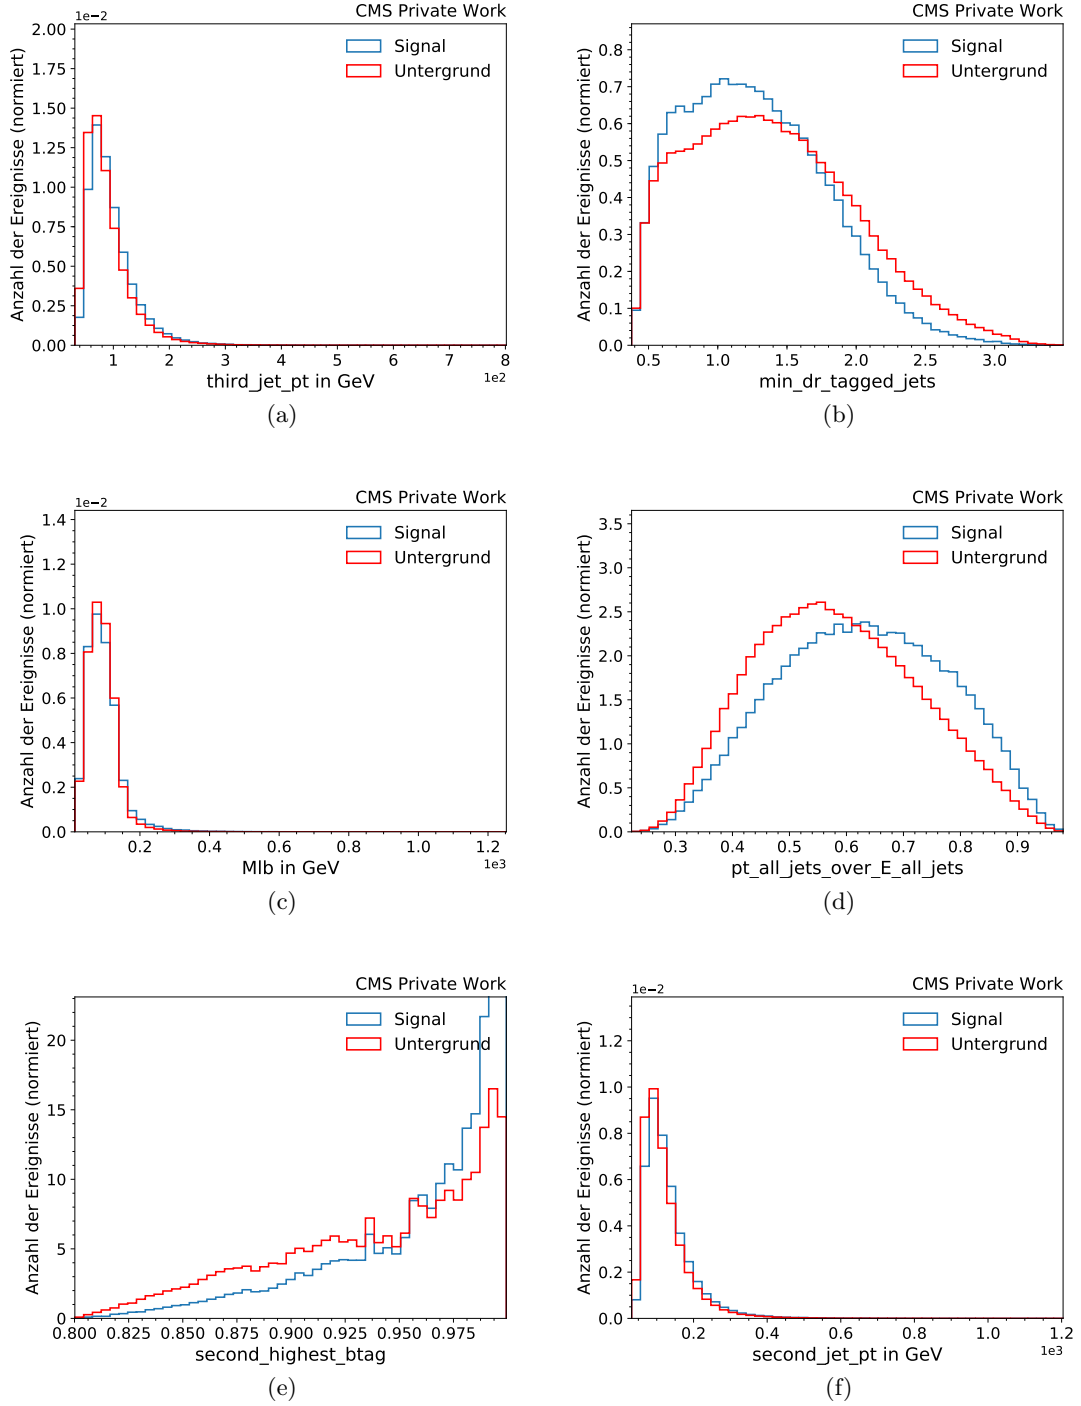 CMS Private Work
1e−2
Signal
Untergrund
Anzahl der Ereignisse (normiert)
2.00
1.75
1.50
1.25
1.00
0.75
0.50
0.25
0.00
1 2 3 4 5 6 7 8
1e2
third_jet_pt in GeV
(a)
CMS Private Work
Signal
Untergrund
Anzahl der Ereignisse (normiert)
0.8
0.7
0.6
0.5
0.4
0.3
0.2
0.1
0.0
0.5 1.0 1.5 2.0 2.5 3.0
min_dr_tagged_jets
(b)
CMS Private Work
1e−2
Signal
Untergrund
Anzahl der Ereignisse (normiert)
1.4
1.2
1.0
0.8
0.6
0.4
0.2
0.0
0.2 0.4 0.6 0.8 1.0 1.2
1e3
Mlb in GeV
(c)
CMS Private Work
Signal
Untergrund
Anzahl der Ereignisse (normiert)
3.5
3.0
2.5
2.0
1.5
1.0
0.5
0.0
0.3 0.4 0.5 0.6 0.7 0.8 0.9
pt_all_jets_over_E_all_jets
(d)
CMS Private Work
Signal
Untergrund
Anzahl der Ereignisse (normiert)
20
15
10
5
0
0.800 0.825 0.850 0.875 0.900 0.925 0.950 0.975
second_highest_btag
(e)
CMS Private Work
1e−2
Signal
Untergrund
Anzahl der Ereignisse (normiert)
1.2
1.0
0.8
0.6
0.4
0.2
0.0
0.2 0.4 0.6 0.8 1.0 1.2
1e3
second_jet_pt in GeV
(f)